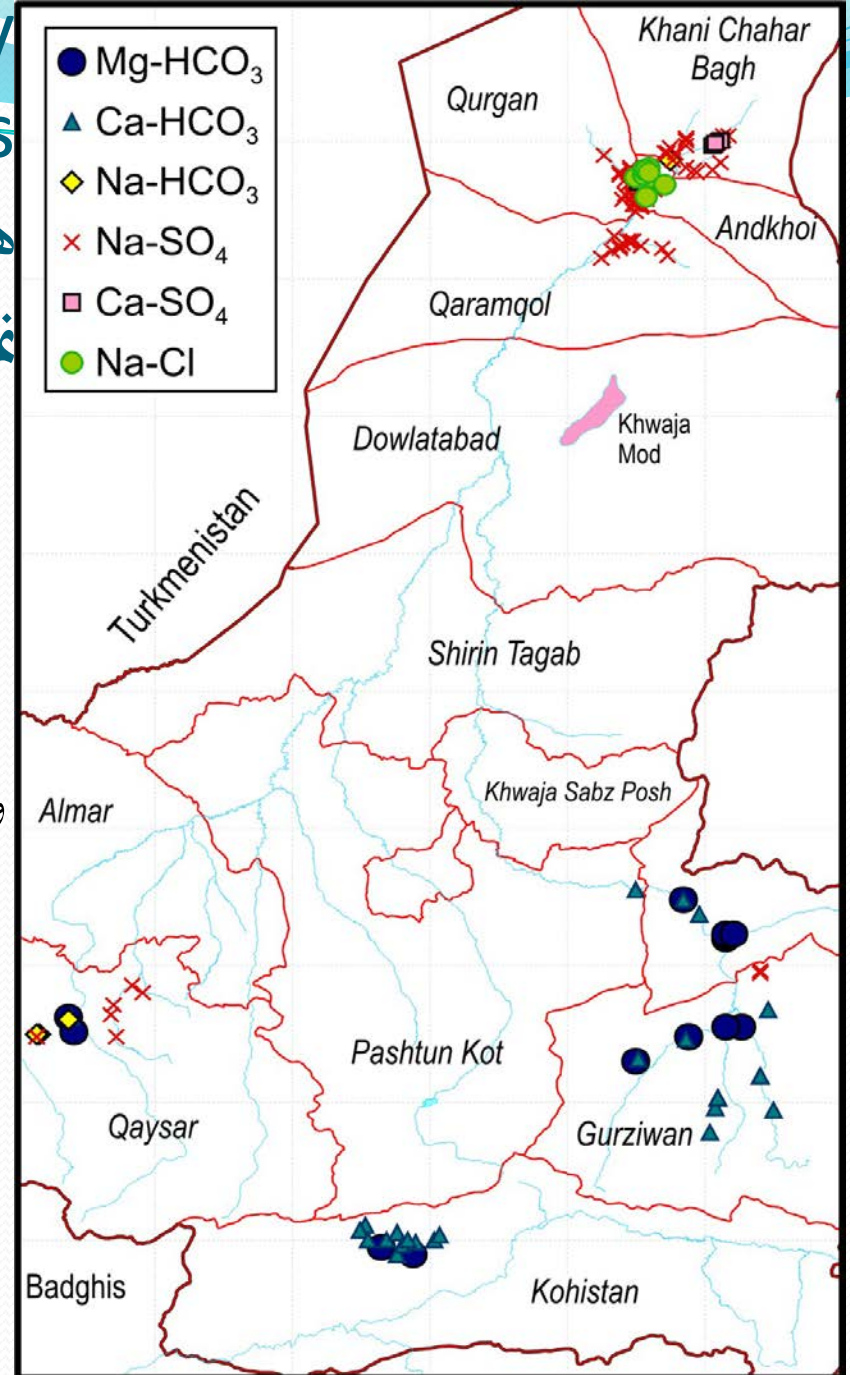 Mg-HCO₃
Ca-HCO₃
Na-HCO₃
Na-SO₄
Ca-SO₄
Na-Cl
Khani Chahar
Bagh
Qurgan
Andkhoi
Qaramqol
Dowlatabad
Khwaja
Mod
Turkmenistan
Shirin Tagab
Khwaja Sabz Posh
Almar
Pashtun Kot
Qaysar
Gurziwan
Badghis
Kohistan